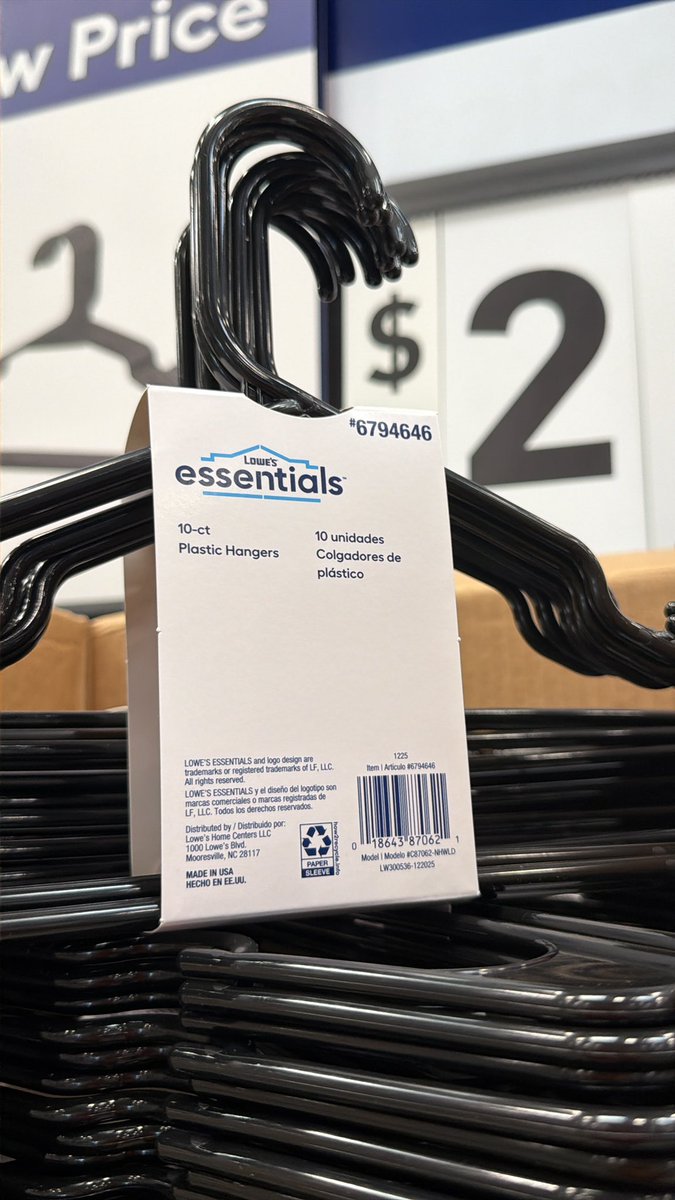 w Price
$2
#6794646
LOWE'S
essentials™
10-ct
Plastic Hangers
10 unidades
Colgadores de
plástico
LOWE'S ESSENTIALS and logo design are
trademarks or registered trademarks of LF, LLC.
All rights reserved.
LOWE'S ESSENTIALS y el diseño del logotipo son
marcas comerciales o marcas registradas de
LF, LLC. Todos los derechos reservados.
Distributed by / Distribuido por:
Lowe's Home Centers LLC
1000 Lowe's Blvd.
Mooresville, NC 28117
MADE IN USA
HECHO EN EE.UU.
PAPER
SLEEVE
how2recycle.info
1225
Item | Artículo #6794646
0 18643 87062 1
Model | Modelo #C87062-NHWLD
LW300536-122025